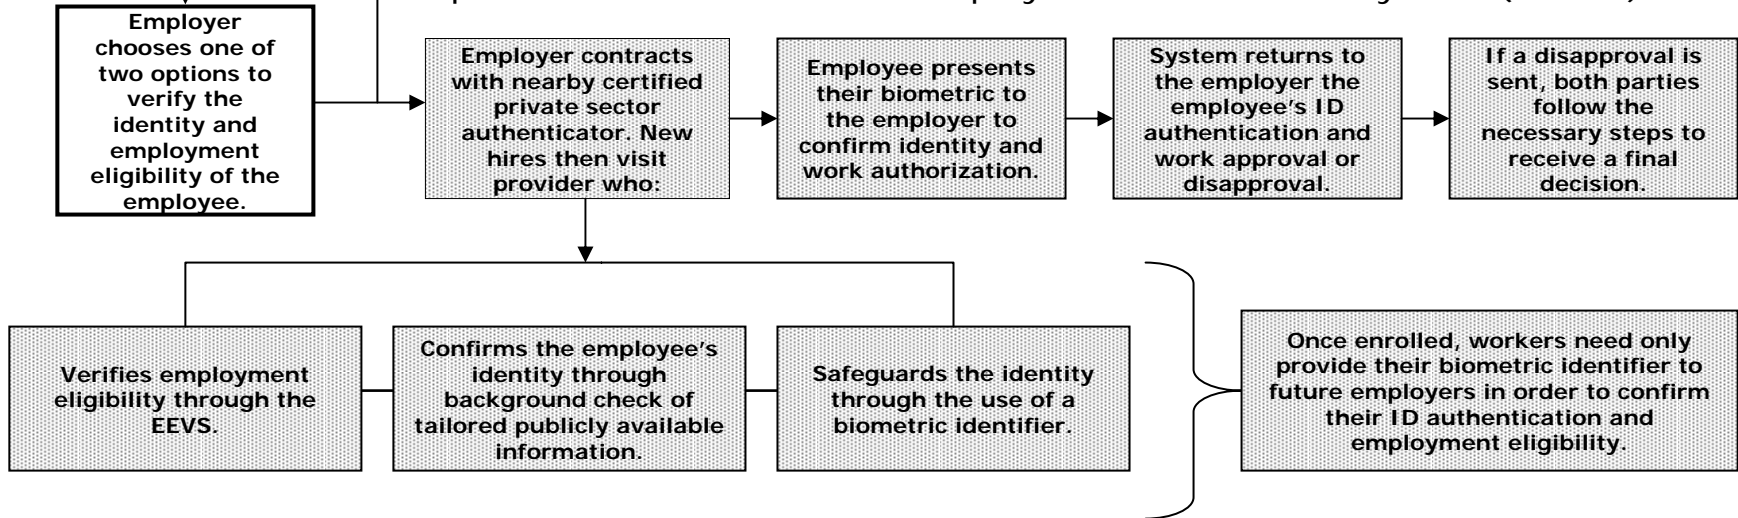 Employer
chooses one of
two options to
verify the
identity and
employment
eligibility of the
employee.
Employer contracts
with nearby certified
private sector
authenticator. New
hires then visit
provider who:
Employee presents
their biometric to
the employer to
confirm identity and
work authorization.
System returns to
the employer the
employee's ID
authentication and
work approval or
disapproval.
If a disapproval is
sent, both parties
follow the
necessary steps to
receive a final
decision.
Verifies employment
eligibility through the
EEVS.
Confirms the employee's
identity through
background check of
tailored publicly available
information.
Safeguards the identity
through the use of a
biometric identifier.
Once enrolled, workers need only
provide their biometric identifier to
future employers in order to confirm
their ID authentication and
employment eligibility.